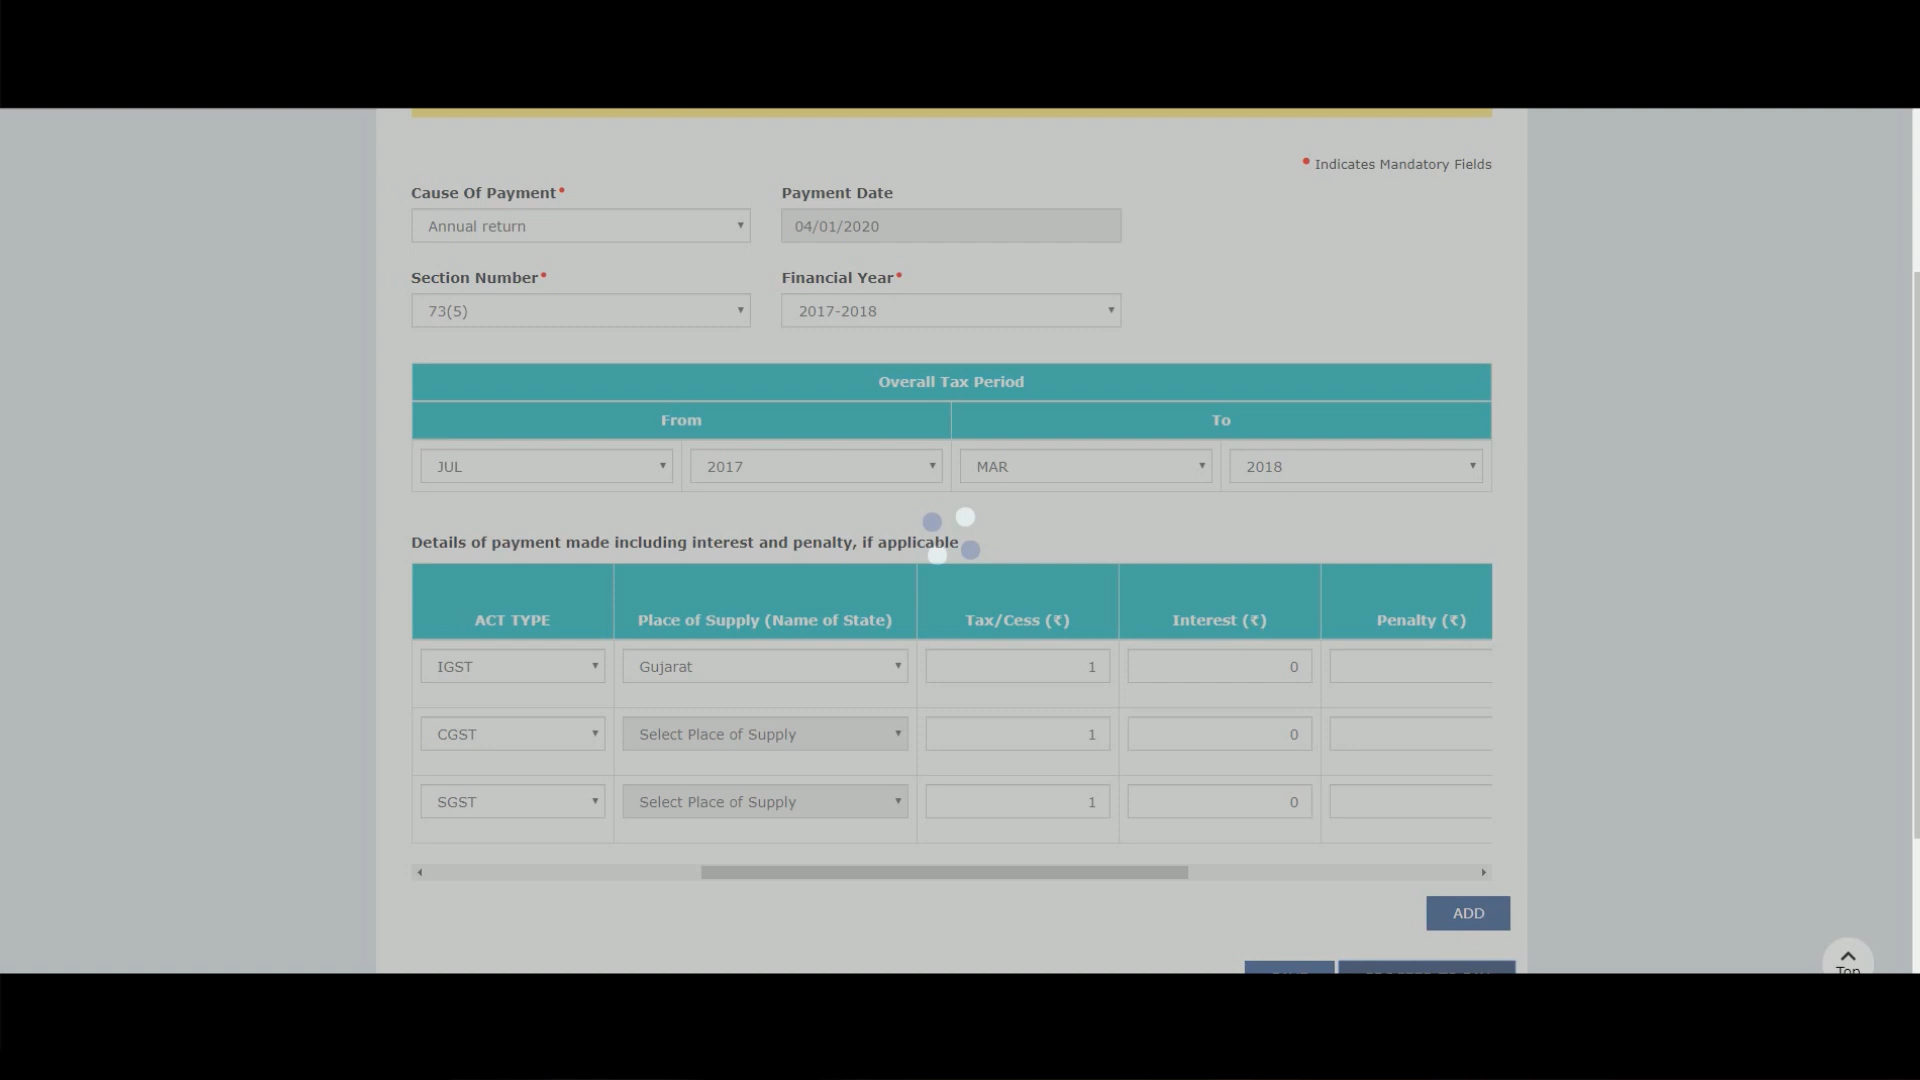 • Indicates Mandatory Fields
Cause Of Payment•
Payment Date
Annual return
04/01/2020
Section Number•
Financial Year•
73(5)
2017-2018
Overall Tax Period
From To
JUL 2017 MAR 2018
Details of payment made including interest and penalty, if applicable
ACT TYPE Place of Supply (Name of State) Tax/Cess (₹) Interest (₹) Penalty (₹)
IGST Gujarat 1 0
CGST Select Place of Supply 1 0
SGST Select Place of Supply 1 0
ADD
Top